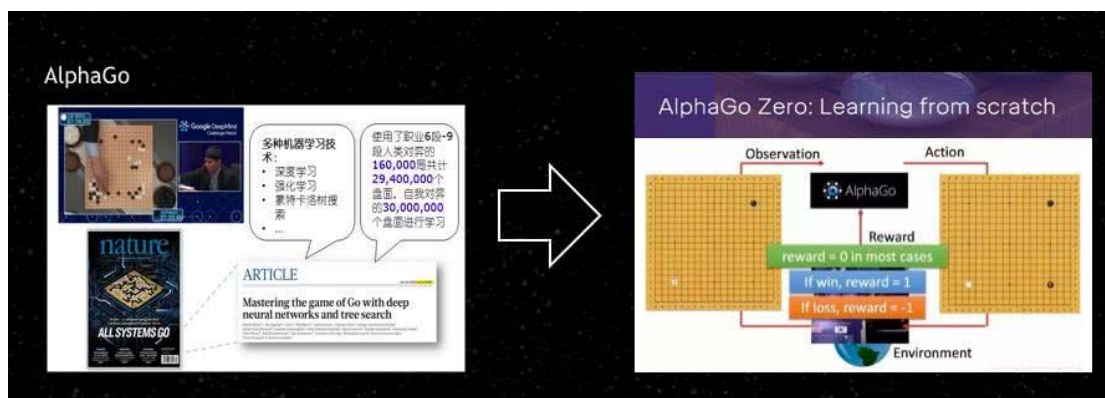 AlphaGo
Google DeepMind
Challenge Match
多种机器学习技
术：
• 深度学习
• 强化学习
• 蒙特卡洛树搜
索
• ...
使用了职业6段-9
段人类对弈的
160,000局共计
29,400,000个
盘面，自我对弈
的30,000,000
个盘面进行学习
nature
ALL SYSTEMS GO
ARTICLE
Mastering the game of Go with deep
neural networks and tree search
AlphaGo Zero: Learning from scratch
Observation
Action
AlphaGo
Reward
reward = 0 in most cases
If win, reward = 1
If loss, reward = -1
Environment